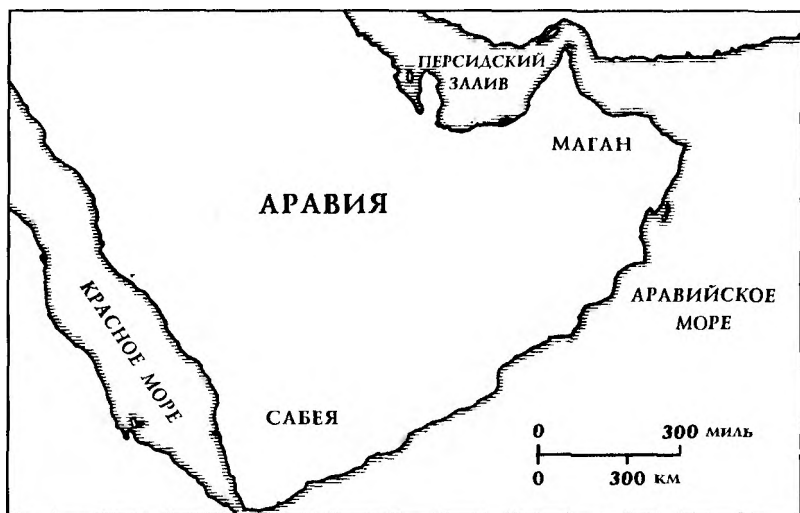 ПЕРСИДСКИЙ
ЗАЛИВ
МАГАН
АРАВИЯ
АРАВИЙСКОЕ
МОРЕ
КРАСНОЕ МОРЕ
САБЕЯ
0 300 миль
0 300 км